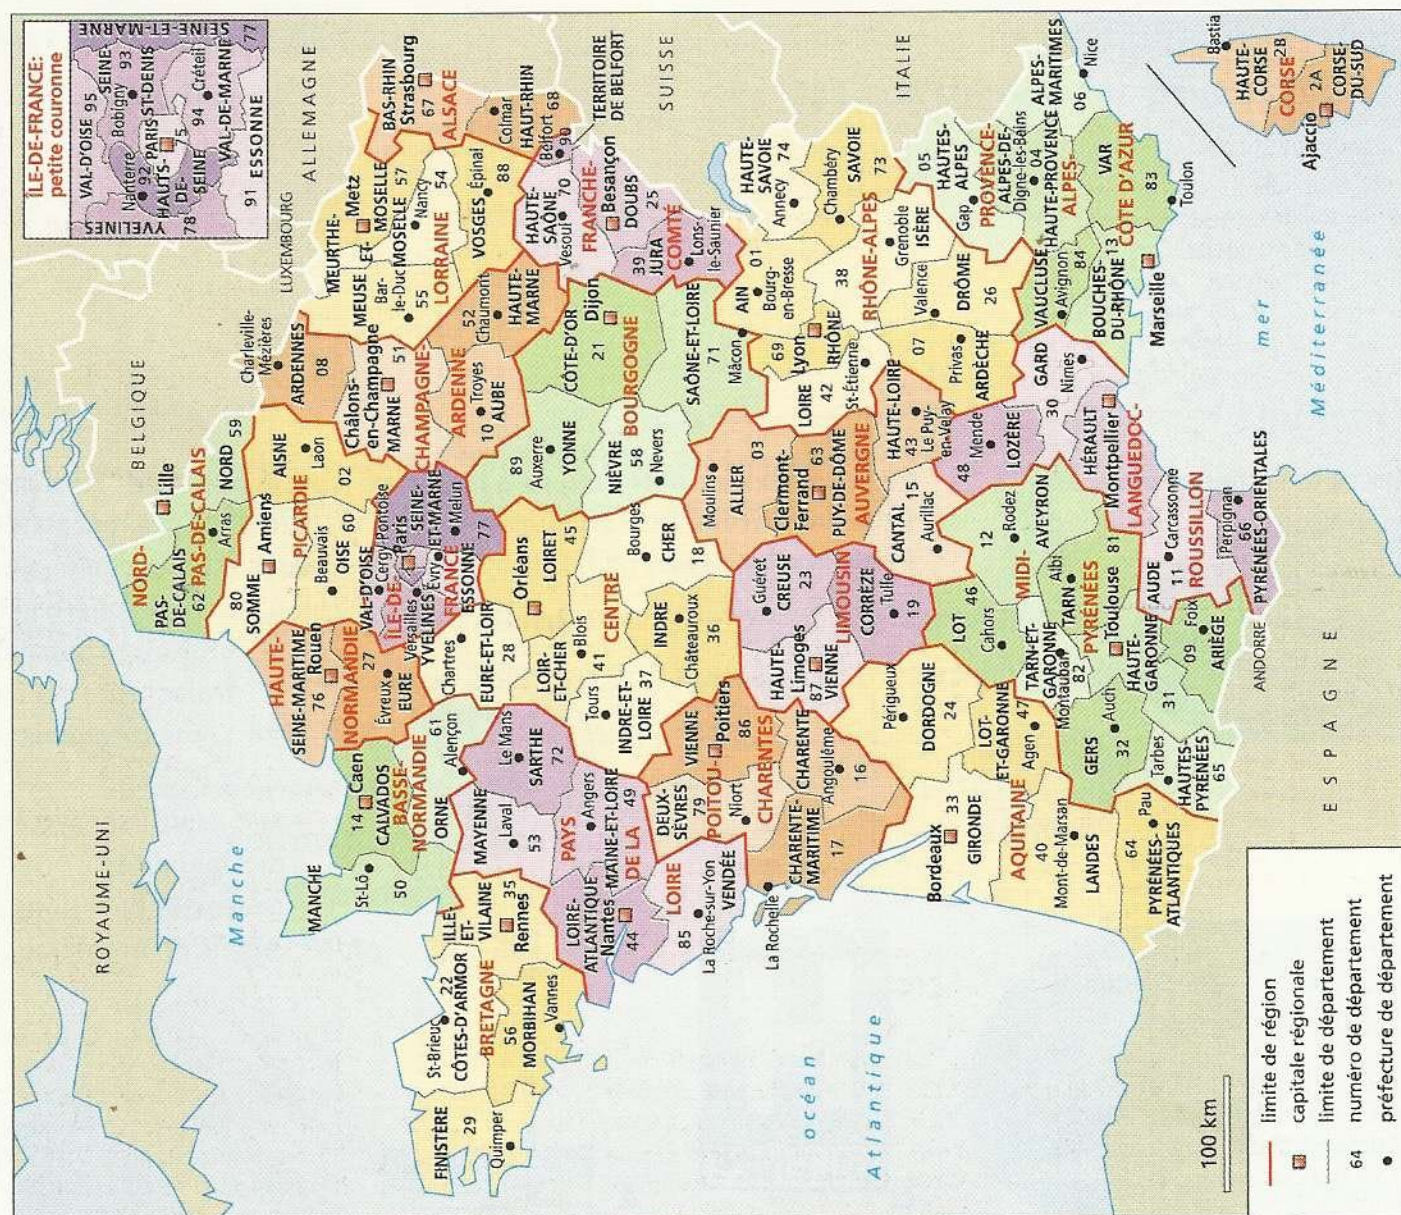 ÎLE-DE-FRANCE:
petite couronne
VAL-D'OISE 95
SEINE-ET-MARNE
77
YVELINES
78
Nanterre
92
HAUTS-
DE-
SEINE
Bobigny
93
SEINE-
ST-DENIS
PARIS
75
Créteil
94
VAL-DE-MARNE
91
ESSONNE
ROYAUME-UNI
BELGIQUE
LUXEMBOURG
ALLEMAGNE
SUISSE
ITALIE
ESPAGNE
ANDORRE
Manche
océan
Atlantique
mer
Méditerranée
NORD-
PAS-DE-CALAIS
PAS-
DE-CALAIS
62
Lille
Arras
NORD
59
PICARDIE
80
SOMME
Amiens
Beauvais
OISE
60
AISNE
Laon
02
HAUTE-
NORMANDIE
SEINE-MARITIME
76
Rouen
27
Évreux
EURE
BASSE-
NORMANDIE
MANCHE
St-Lô
50
14
Caen
CALVADOS
ORNE
61
Alençon
ÎLE-DE-
FRANCE
VAL-D'OISE
Cergy-Pontoise
Paris
Versailles
YVELINES
Évry
ESSONNE
SEINE-
ET-MARNE
Melun
77
CHAMPAGNE-
ARDENNE
Charleville-
Mézières
ARDENNES
08
Châlons-
en-Champagne
MARNE
51
10
Troyes
AUBE
52
Chaumont
HAUTE-
MARNE
LORRAINE
MEUSE
Bar-
le-Duc
55
MEURTHE-
ET-
MOSELLE
Metz
MOSELLE
57
Nancy
54
VOSGES
Épinal
88
ALSACE
BAS-RHIN
Strasbourg
67
Colmar
HAUT-RHIN
68
FRANCHE-
COMTÉ
HAUTE-
SAÔNE
Vesoul
70
Belfort
90
TERRITOIRE
DE BELFORT
Besançon
DOUBS
25
39
JURA
Lons-
le-Saunier
BRETAGNE
FINISTÈRE
29
Quimper
St-Brieuc
22
CÔTES-D'ARMOR
56
MORBIHAN
Vannes
ILLE-
ET-
VILAINE
35
Rennes
PAYS
DE LA
LOIRE
MAYENNE
Laval
53
Le Mans
SARTHE
72
LOIRE-
ATLANTIQUE
Nantes
44
Angers
MAINE-ET-LOIRE
49
85
La Roche-sur-Yon
VENDÉE
CENTRE
Chartres
EURE-ET-LOIR
28
Orléans
LOIRET
45
LOIR-
ET-CHER
41
Blois
Tours
INDRE-ET-
LOIRE
37
INDRE
Châteauroux
36
Bourges
CHER
18
BOURGOGNE
89
Auxerre
YONNE
CÔTE-D'OR
21
Dijon
NIÈVRE
58
Nevers
SAÔNE-ET-LOIRE
71
Mâcon
POITOU-
CHARENTES
VIENNE
Poitiers
86
DEUX-
SÈVRES
79
Niort
La Rochelle
CHARENTE-
MARITIME
17
CHARENTE
Angoulême
16
LIMOUSIN
HAUTE-
VIENNE
Limoges
87
Guéret
CREUSE
23
CORRÈZE
Tulle
19
AUVERGNE
Moulins
ALLIER
03
Clermont-
Ferrand
63
PUY-DE-DÔME
CANTAL
15
Aurillac
HAUTE-LOIRE
43
Le Puy-
en-Velay
RHÔNE-ALPES
AIN
01
Bourg-
en-Bresse
HAUTE-
SAVOIE
Annecy
74
Chambéry
SAVOIE
73
69
Lyon
RHÔNE
LOIRE
42
St-Étienne
38
Grenoble
ISÈRE
Valence
DRÔME
26
07
Privas
ARDÈCHE
AQUITAINE
Périgueux
DORDOGNE
24
Bordeaux
33
GIRONDE
LOT-
ET-GARONNE
47
Agen
40
Mont-de-Marsan
LANDES
64
Pau
PYRÉNÉES-
ATLANTIQUES
MIDI-
PYRÉNÉES
LOT
46
Cahors
12
Rodez
AVEYRON
TARN-ET-
GARONNE
Montauban
82
Albi
TARN
81
Toulouse
HAUTE-
GARONNE
31
GERS
Auch
32
Tarbes
HAUTES-
PYRÉNÉES
65
09
Foix
ARIÈGE
LANGUEDOC-
ROUSSILLON
48
Mende
LOZÈRE
GARD
30
Nîmes
HÉRAULT
Montpellier
AUDE
11
Carcassonne
Perpignan
66
PYRÉNÉES-ORIENTALES
PROVENCE-
ALPES-
CÔTE D'AZUR
05
HAUTES-
ALPES
Gap
ALPES-DE-
HAUTE-PROVENCE
Digne-les-Bains
04
ALPES-
MARITIMES
06
Nice
VAUCLUSE
Avignon
84
BOUCHES-
DU-RHÔNE
13
Marseille
VAR
83
Toulon
CORSE
Bastia
HAUTE-
CORSE
2B
Ajaccio
2A
CORSE-
DU-SUD
100 km
limite de région
capitale régionale
limite de département
64 numéro de département
préfecture de département